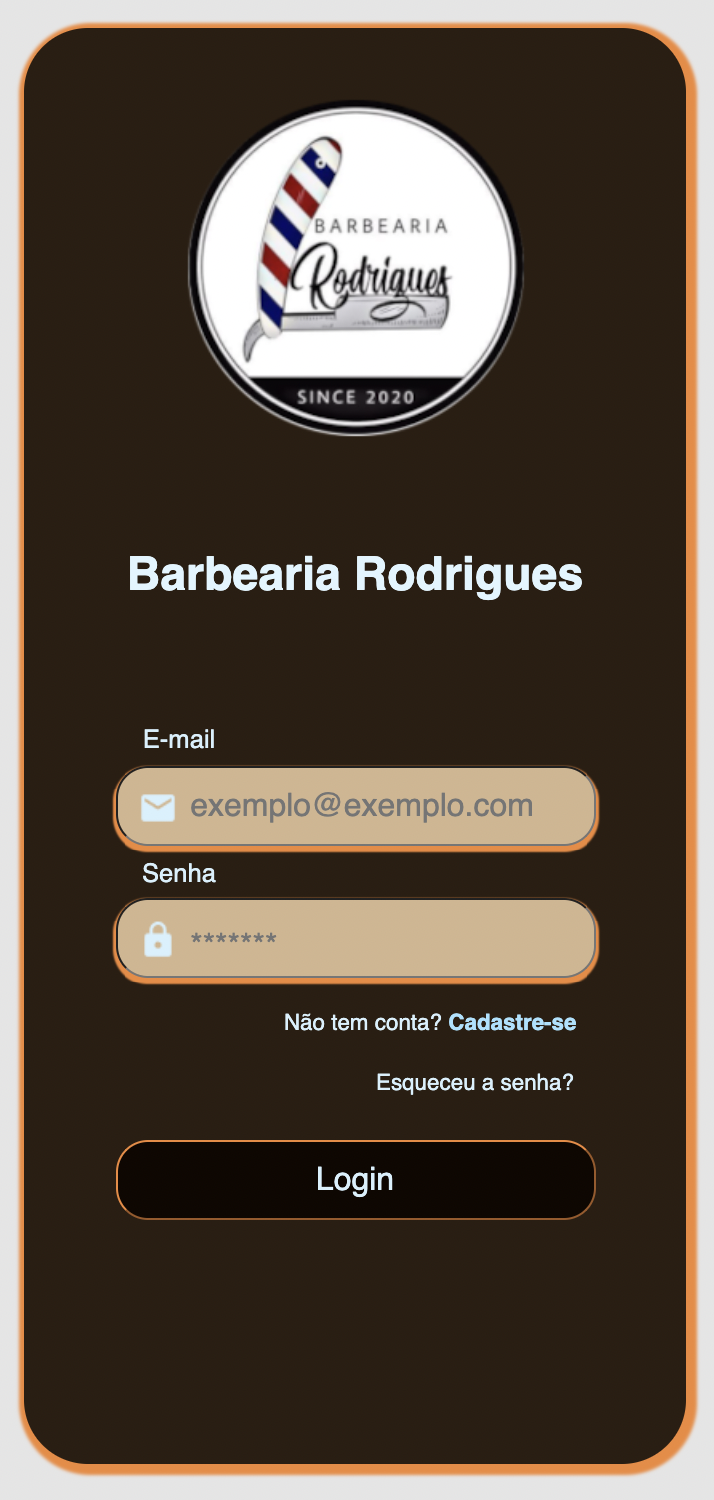 BARBEARIA
Rodrigues
SINCE 2020
Barbearia Rodrigues
E-mail
exemplo@exemplo.com
Senha
*******
Não tem conta? Cadastre-se
Esqueceu a senha?
Login